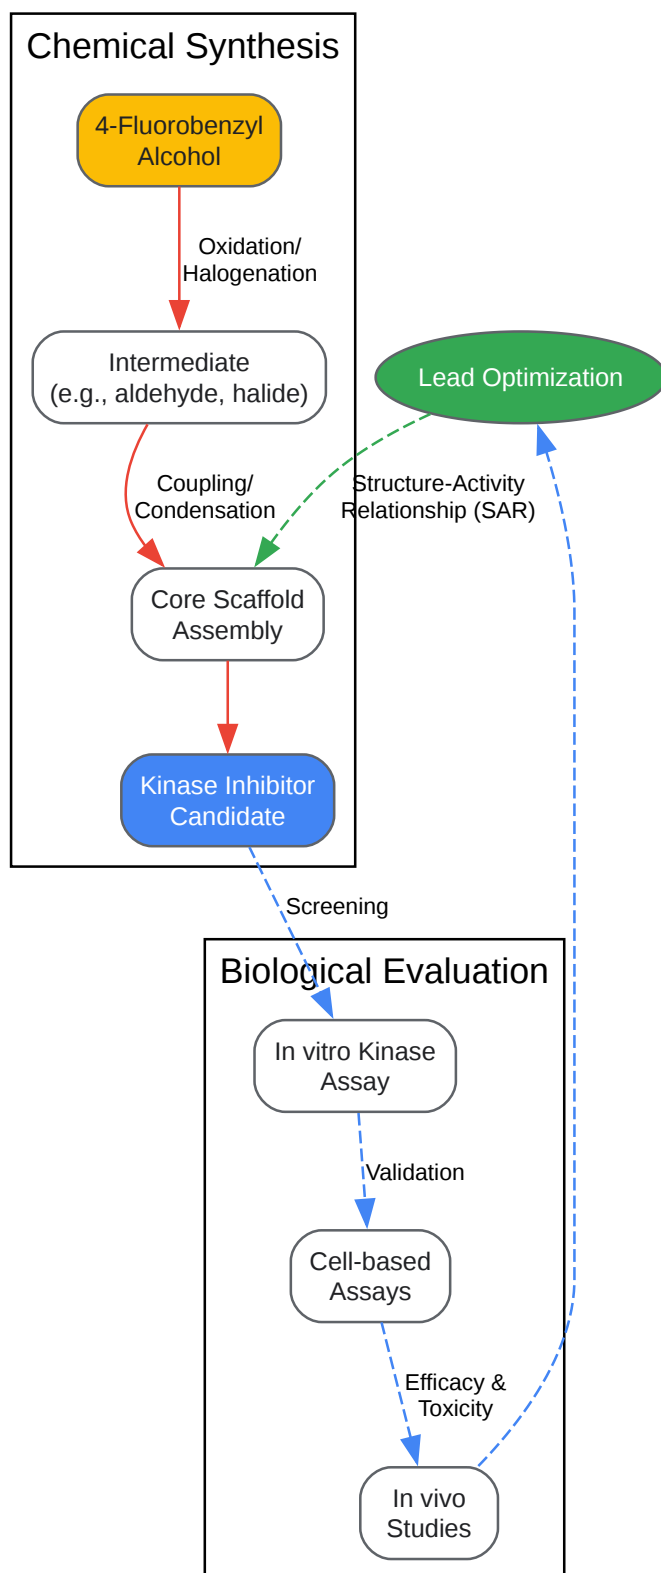 Chemical Synthesis
4-Fluorobenzyl
Alcohol
Oxidation/
Halogenation
Intermediate
(e.g., aldehyde, halide)
Lead Optimization
Coupling/
Condensation
Structure-Activity
Relationship (SAR)
Core Scaffold
Assembly
Kinase Inhibitor
Candidate
Screening
Biological Evaluation
In vitro Kinase
Assay
Validation
Cell-based
Assays
Efficacy &
Toxicity
In vivo
Studies